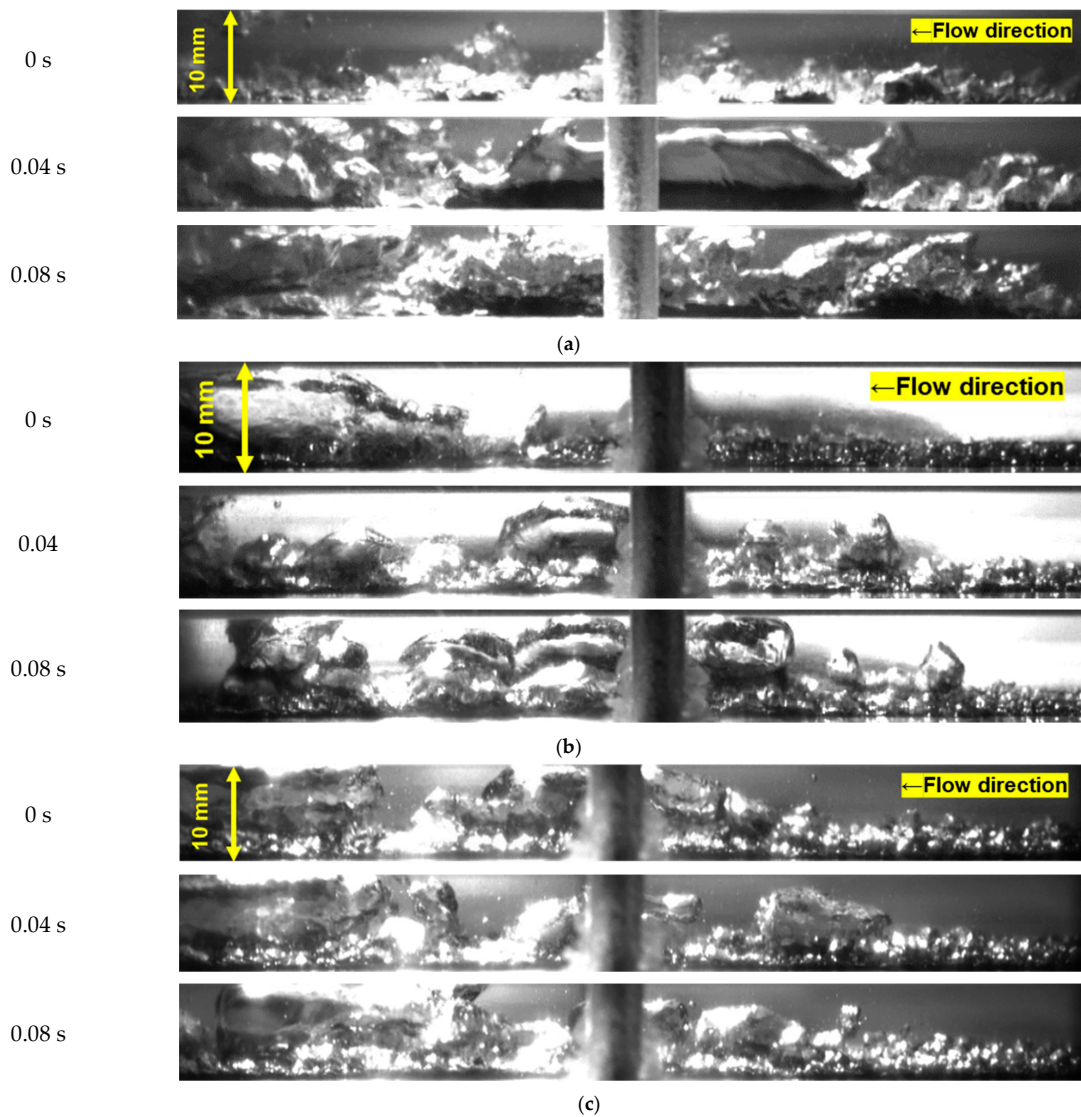 0 s
10 mm
←Flow direction
0.04 s
0.08 s
(a)
0 s
10 mm
←Flow direction
0.04
0.08 s
(b)
0 s
10 mm
←Flow direction
0.04 s
0.08 s
(c)